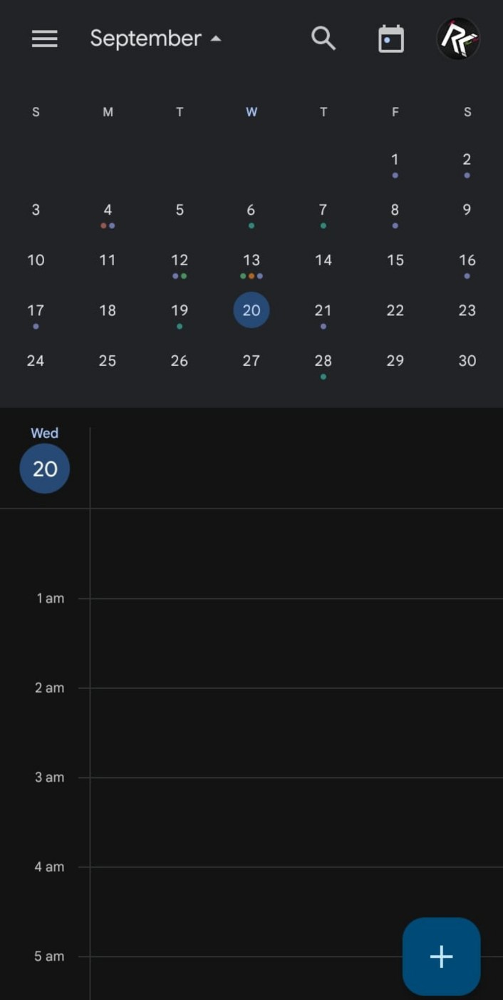 September
S M T W T F S
1 2
3 4 5 6 7 8 9
10 11 12 13 14 15 16
17 18 19 20 21 22 23
24 25 26 27 28 29 30
Wed
20
1 am
2 am
3 am
4 am
5 am